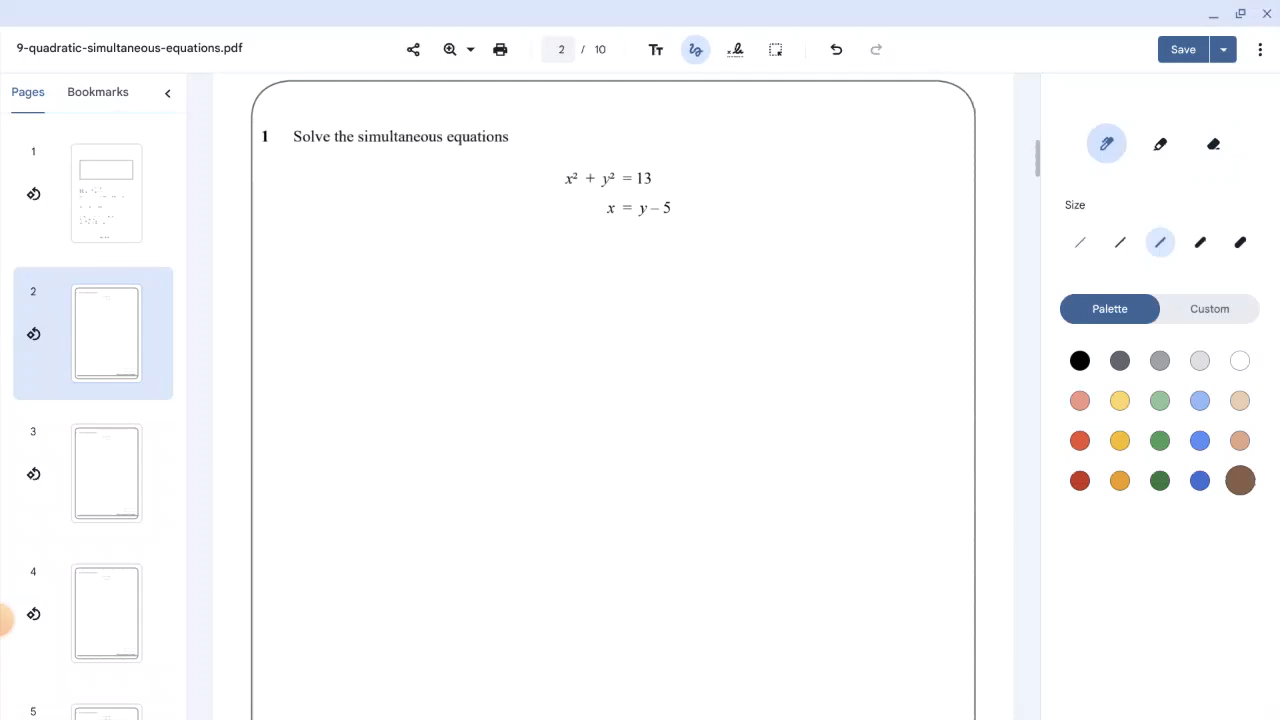 9-quadratic-simultaneous-equations.pdf
2 / 10
Tт
Save
Pages Bookmarks
1
2
3
4
5
1 Solve the simultaneous equations
x² + y² = 13
x = y – 5
Size
Palette Custom